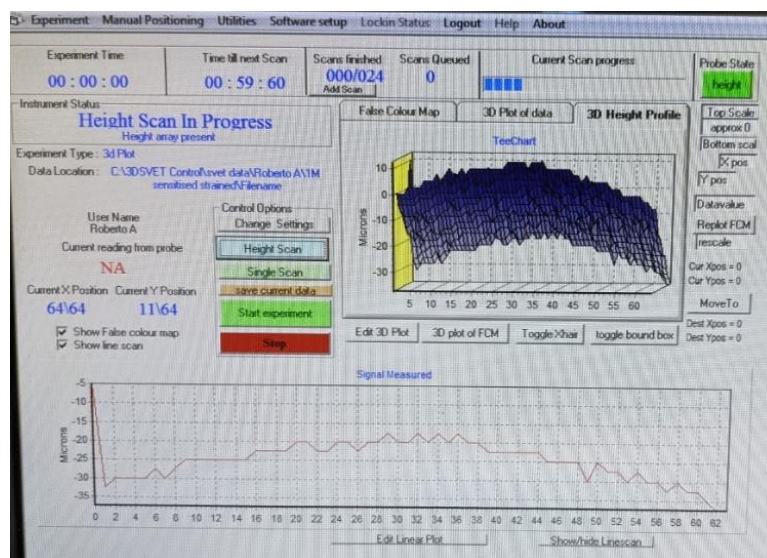 Experiment Manual Positioning Utilities Software setup Lockin Status Logout Help About
Experiment Time
00 : 00 : 00
Time till next Scan
00 : 59 : 60
Scans finished
000/024
Add Scan
Scans Queued
0
Current Scan progress
Probe State
height
Instrument Status
Height Scan In Progress
Height array present
Experiment Type : 3d Plot
Data Location : C:\3DSVET Control\svet data\Roberto A\1M
sernitised strained\Filename
User Name
Roberto A
Current reading from probe
NA
Current X Position Current Y Position
64\64 11\64
Show False colour map
Show line scan
Control Options
Change Settings
Height Scan
Single Scan
save current data
Start experiment
Stop
False Colour Map
3D Plot of data
3D Height Profile
TeeChart
Microns
10
0
-10
-20
-30
5 10 15 20 25 30 35 40 45 50 55 60
Edit 3D Plot
3D plot of FCM
Toggle Xhair
toggle bound box
Top Scale
approx 0
Bottom scal
X pos
Y pos
Datavalue
Replot FCM
rescale
Cur Xpos = 0
Cur Ypos = 0
MoveTo
Dest Xpos = 0
Dest Ypos = 0
Signal Measured
Microns
-5
-10
-15
-20
-25
-30
-35
0 2 4 6 8 10 12 14 16 18 20 22 24 26 28 30 32 34 36 38 40 42 44 46 48 50 52 54 56 58 60 62
Edit Linear Plot
Show/hide Linescan